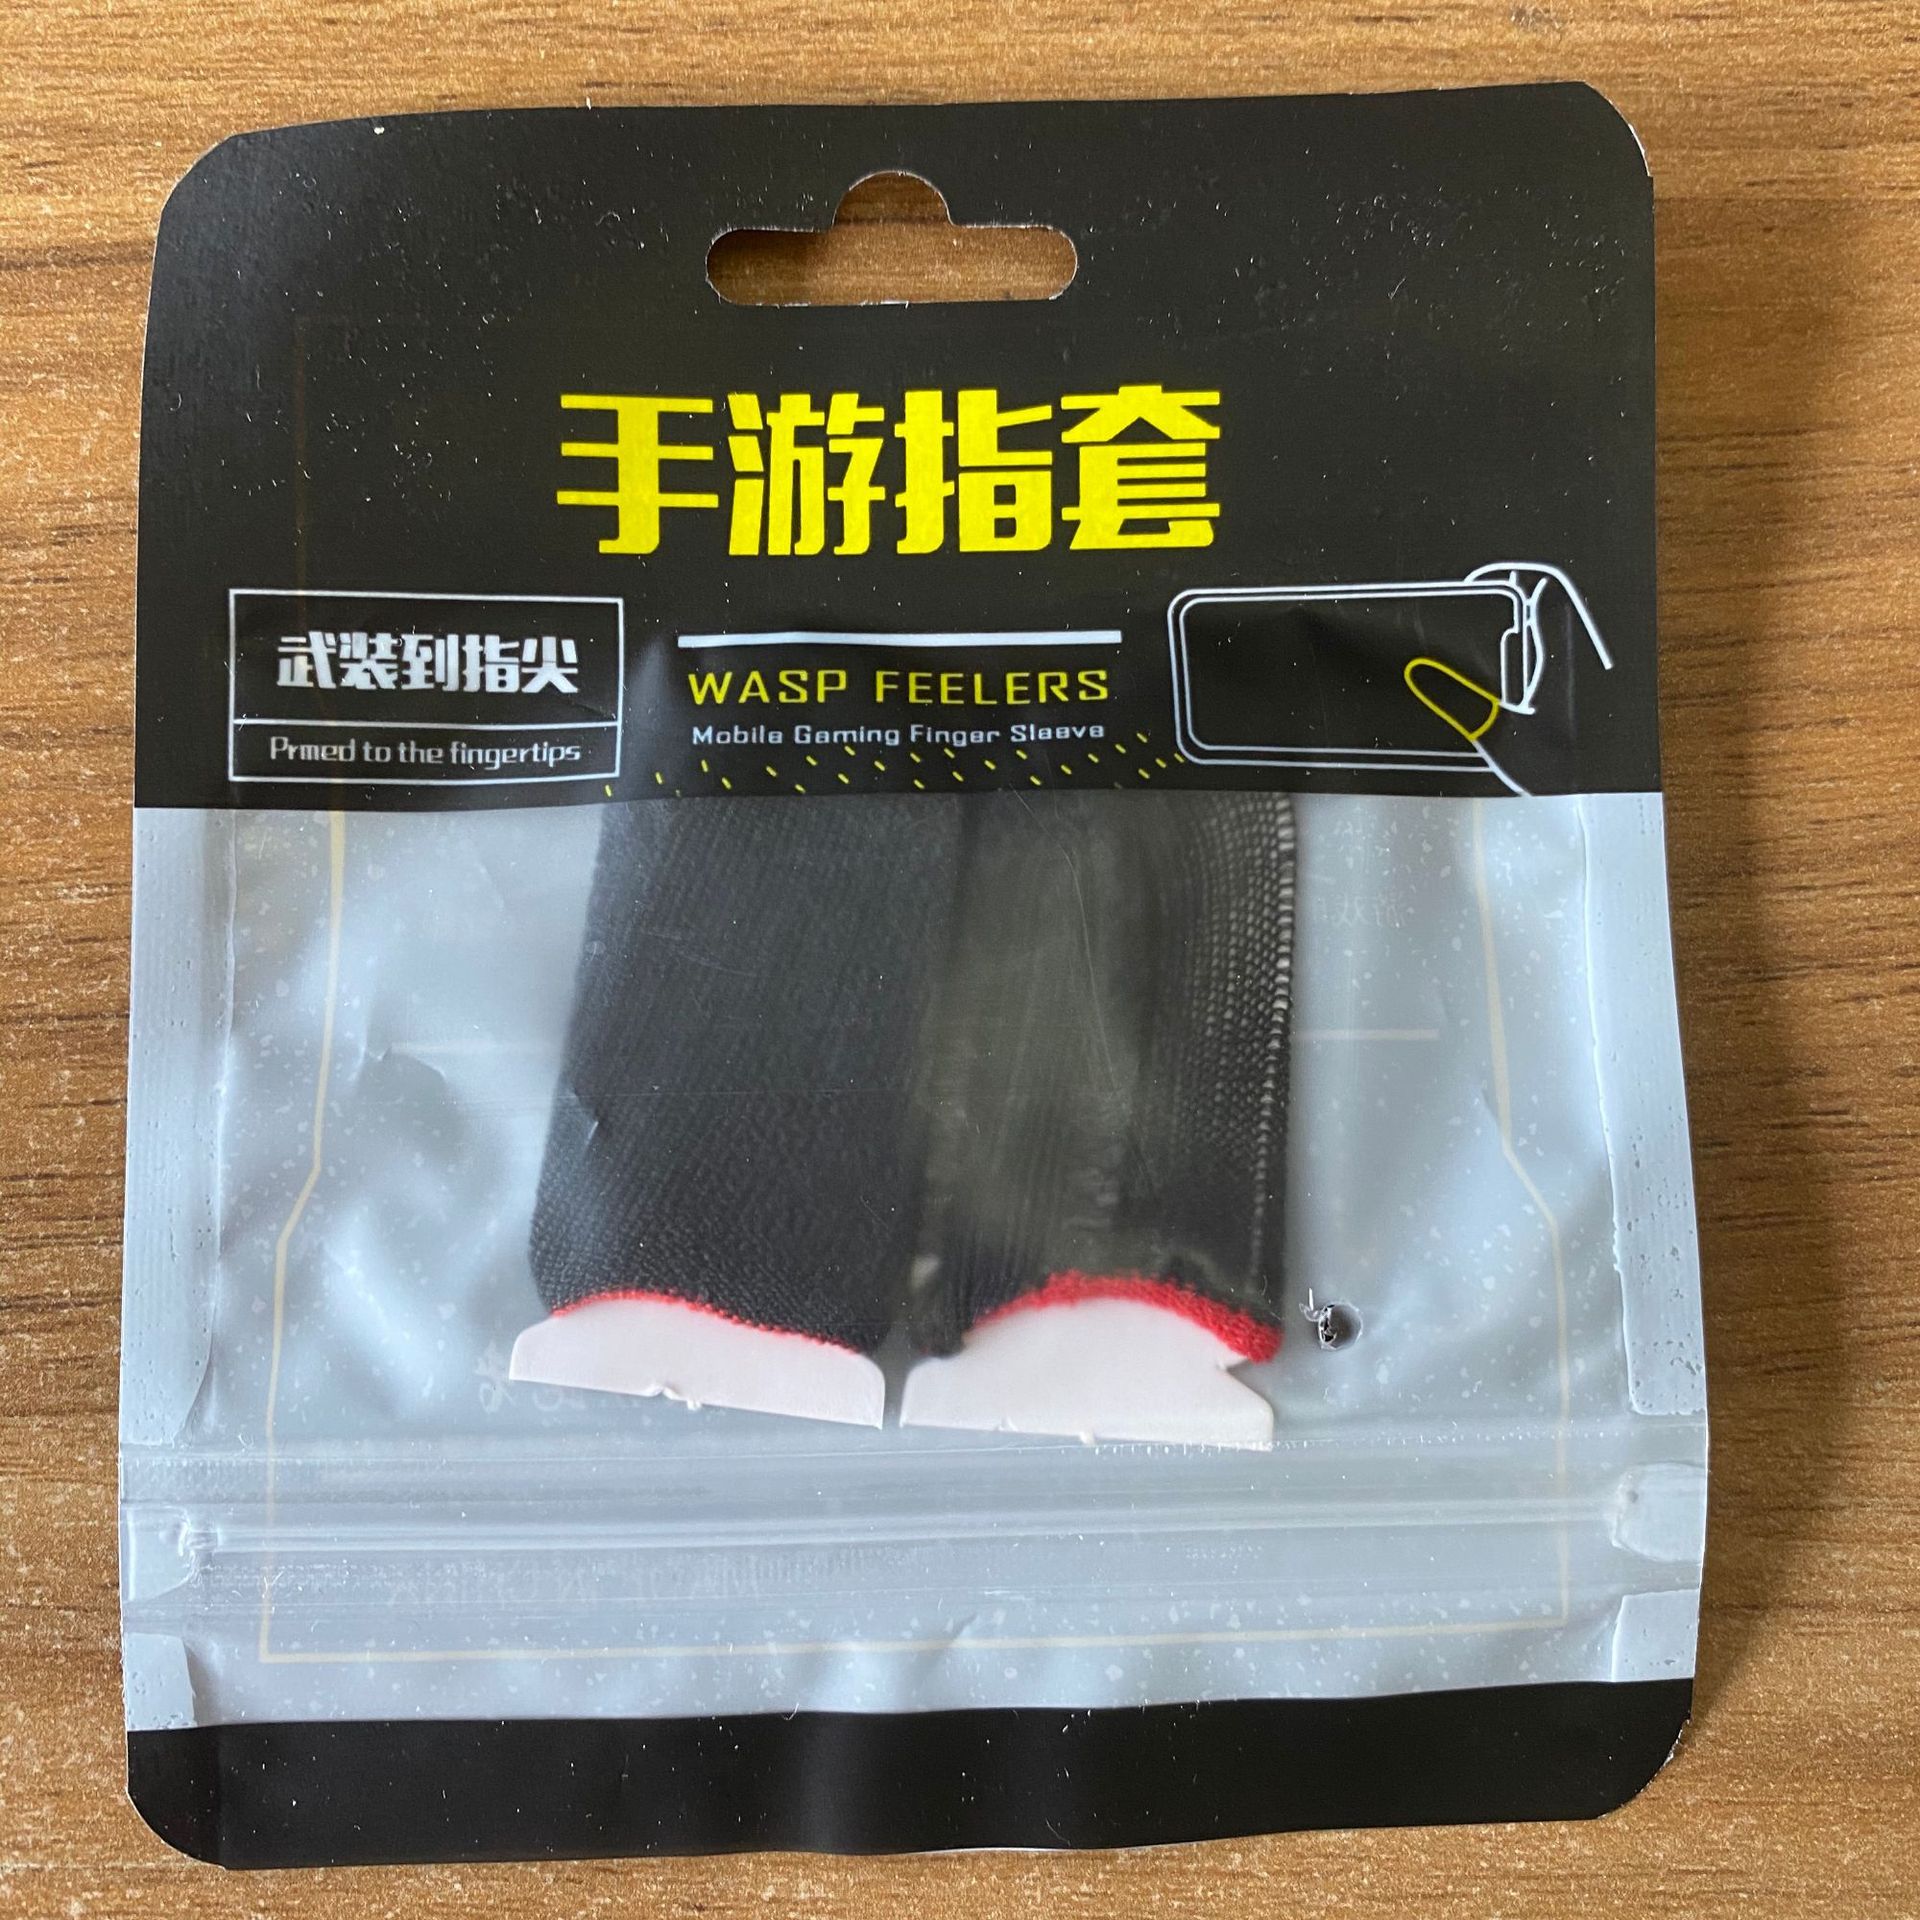 手游指套
武装到指尖
Prmed to the fingertips
WASP FEELERS
Mobile Gaming Finger Sleeve